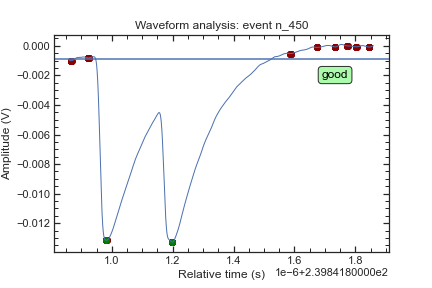 Waveform analysis: event n_450
Amplitude (V)
0.000
−0.002
−0.004
−0.006
−0.008
−0.010
−0.012
good
1.0
1.2
1.4
1.6
1.8
Relative time (s)
1e-6+2.3984180000e2